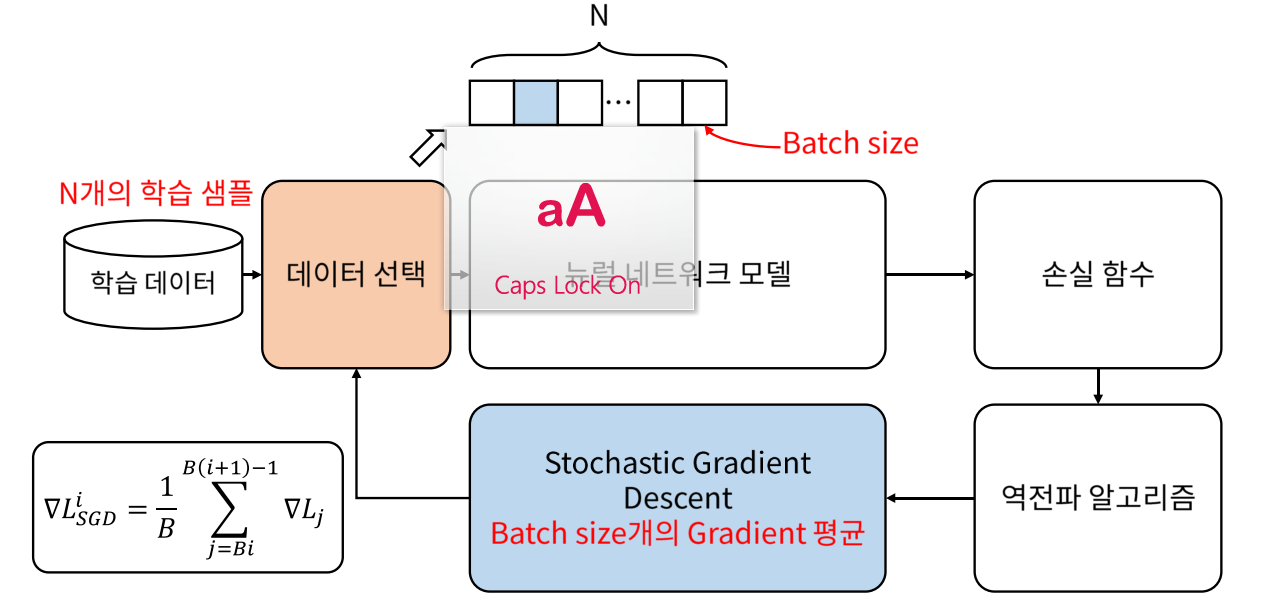 N
...
Batch size
N개의 학습 샘플
학습 데이터
데이터 선택
aA
Caps Lock On
뉴럴 네트워크 모델
손실 함수
Stochastic Gradient
Descent
Batch size개의 Gradient 평균
역전파 알고리즘
∇L_{SGD}^{i} = \frac{1}{B} \sum_{j=Bi}^{B(i+1)-1} ∇L_j